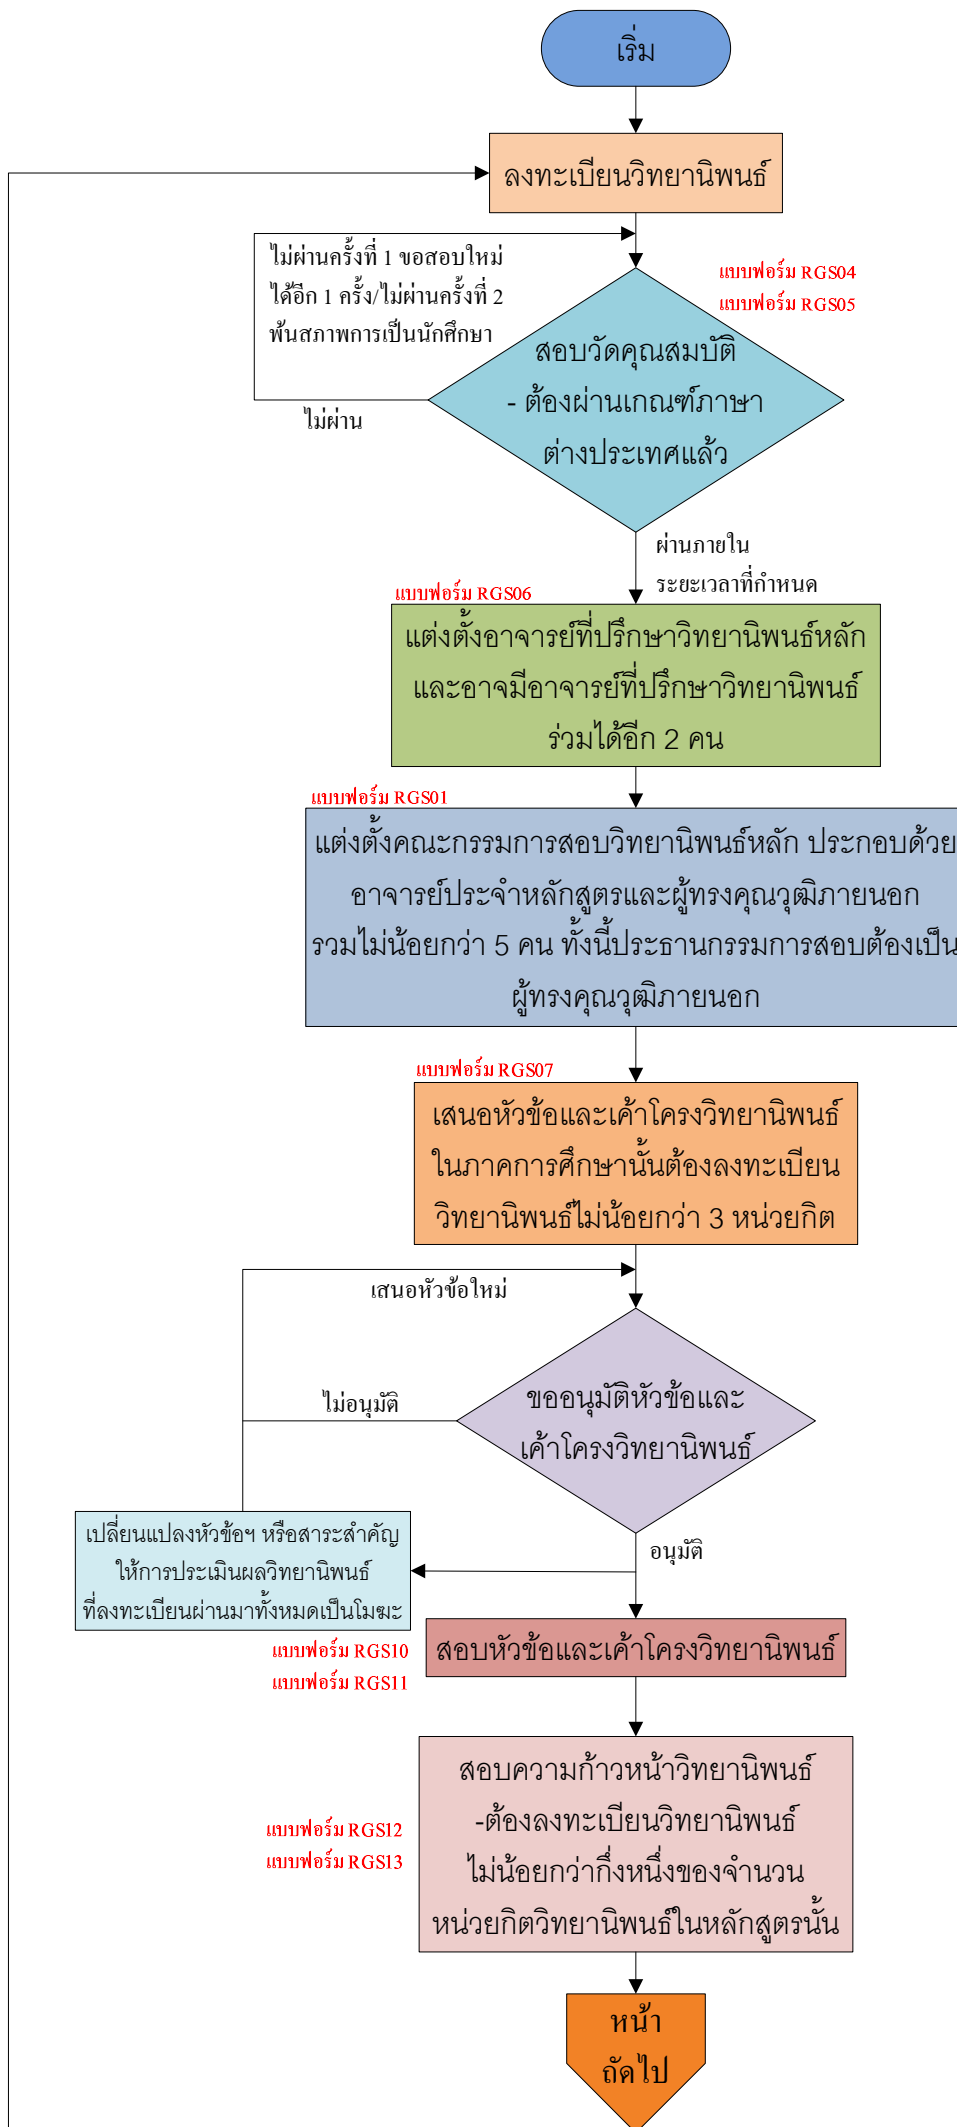 เริ่ม
ลงทะเบียนวิทยานิพนธ์
ไม่ผ่านครั้งที่ 1 ขอสอบใหม่
ได้อีก 1 ครั้ง/ไม่ผ่านครั้งที่ 2
พ้นสภาพการเป็นนักศึกษา
แบบฟอร์ม RGS04
แบบฟอร์ม RGS05
สอบวัดคุณสมบัติ
- ต้องผ่านเกณฑ์ภาษา
ต่างประเทศแล้ว
ไม่ผ่าน
ผ่านภายใน
ระยะเวลาที่กำหนด
แบบฟอร์ม RGS06
แต่งตั้งอาจารย์ที่ปรึกษาวิทยานิพนธ์หลัก
และอาจมีอาจารย์ที่ปรึกษาวิทยานิพนธ์
ร่วมได้อีก 2 คน
แบบฟอร์ม RGS01
แต่งตั้งคณะกรรมการสอบวิทยานิพนธ์หลัก ประกอบด้วย
อาจารย์ประจำหลักสูตรและผู้ทรงคุณวุฒิภายนอก
รวมไม่น้อยกว่า 5 คน ทั้งนี้ประธานกรรมการสอบต้องเป็น
ผู้ทรงคุณวุฒิภายนอก
แบบฟอร์ม RGS07
เสนอหัวข้อและเค้าโครงวิทยานิพนธ์
ในภาคการศึกษานั้นต้องลงทะเบียน
วิทยานิพนธ์ไม่น้อยกว่า 3 หน่วยกิต
เสนอหัวข้อใหม่
ไม่อนุมัติ
ขออนุมัติหัวข้อและ
เค้าโครงวิทยานิพนธ์
อนุมัติ
เปลี่ยนแปลงหัวข้อฯ หรือสาระสำคัญ
ให้การประเมินผลวิทยานิพนธ์
ที่ลงทะเบียนผ่านมาทั้งหมดเป็นโมฆะ
สอบหัวข้อและเค้าโครงวิทยานิพนธ์
แบบฟอร์ม RGS10
แบบฟอร์ม RGS11
สอบความก้าวหน้าวิทยานิพนธ์
-ต้องลงทะเบียนวิทยานิพนธ์
ไม่น้อยกว่ากึ่งหนึ่งของจำนวน
หน่วยกิตวิทยานิพนธ์ในหลักสูตรนั้น
แบบฟอร์ม RGS12
แบบฟอร์ม RGS13
หน้า
ถัดไป